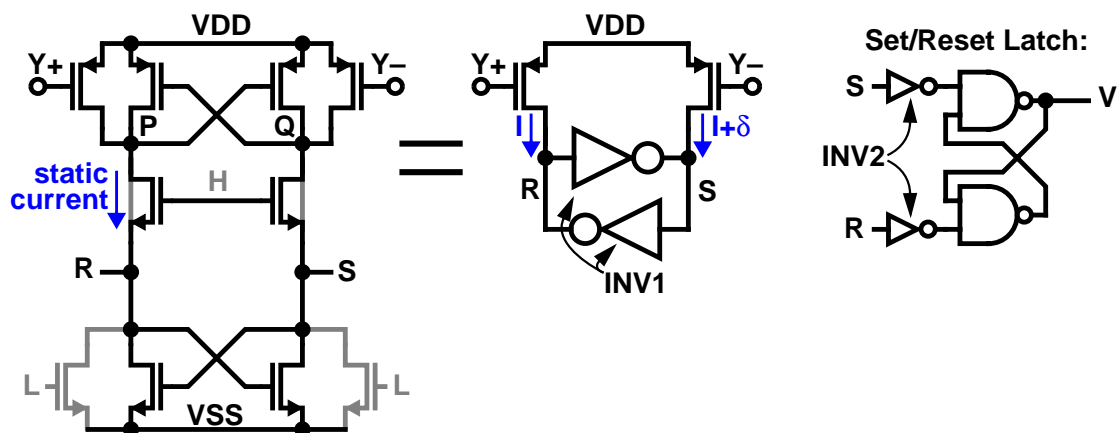 VDD
Y+
Y–
P
Q
static
current
H
R
S
L
L
VSS
VDD
Y+
Y–
I
I+δ
R
S
INV1
Set/Reset Latch:
S
V
INV2
R